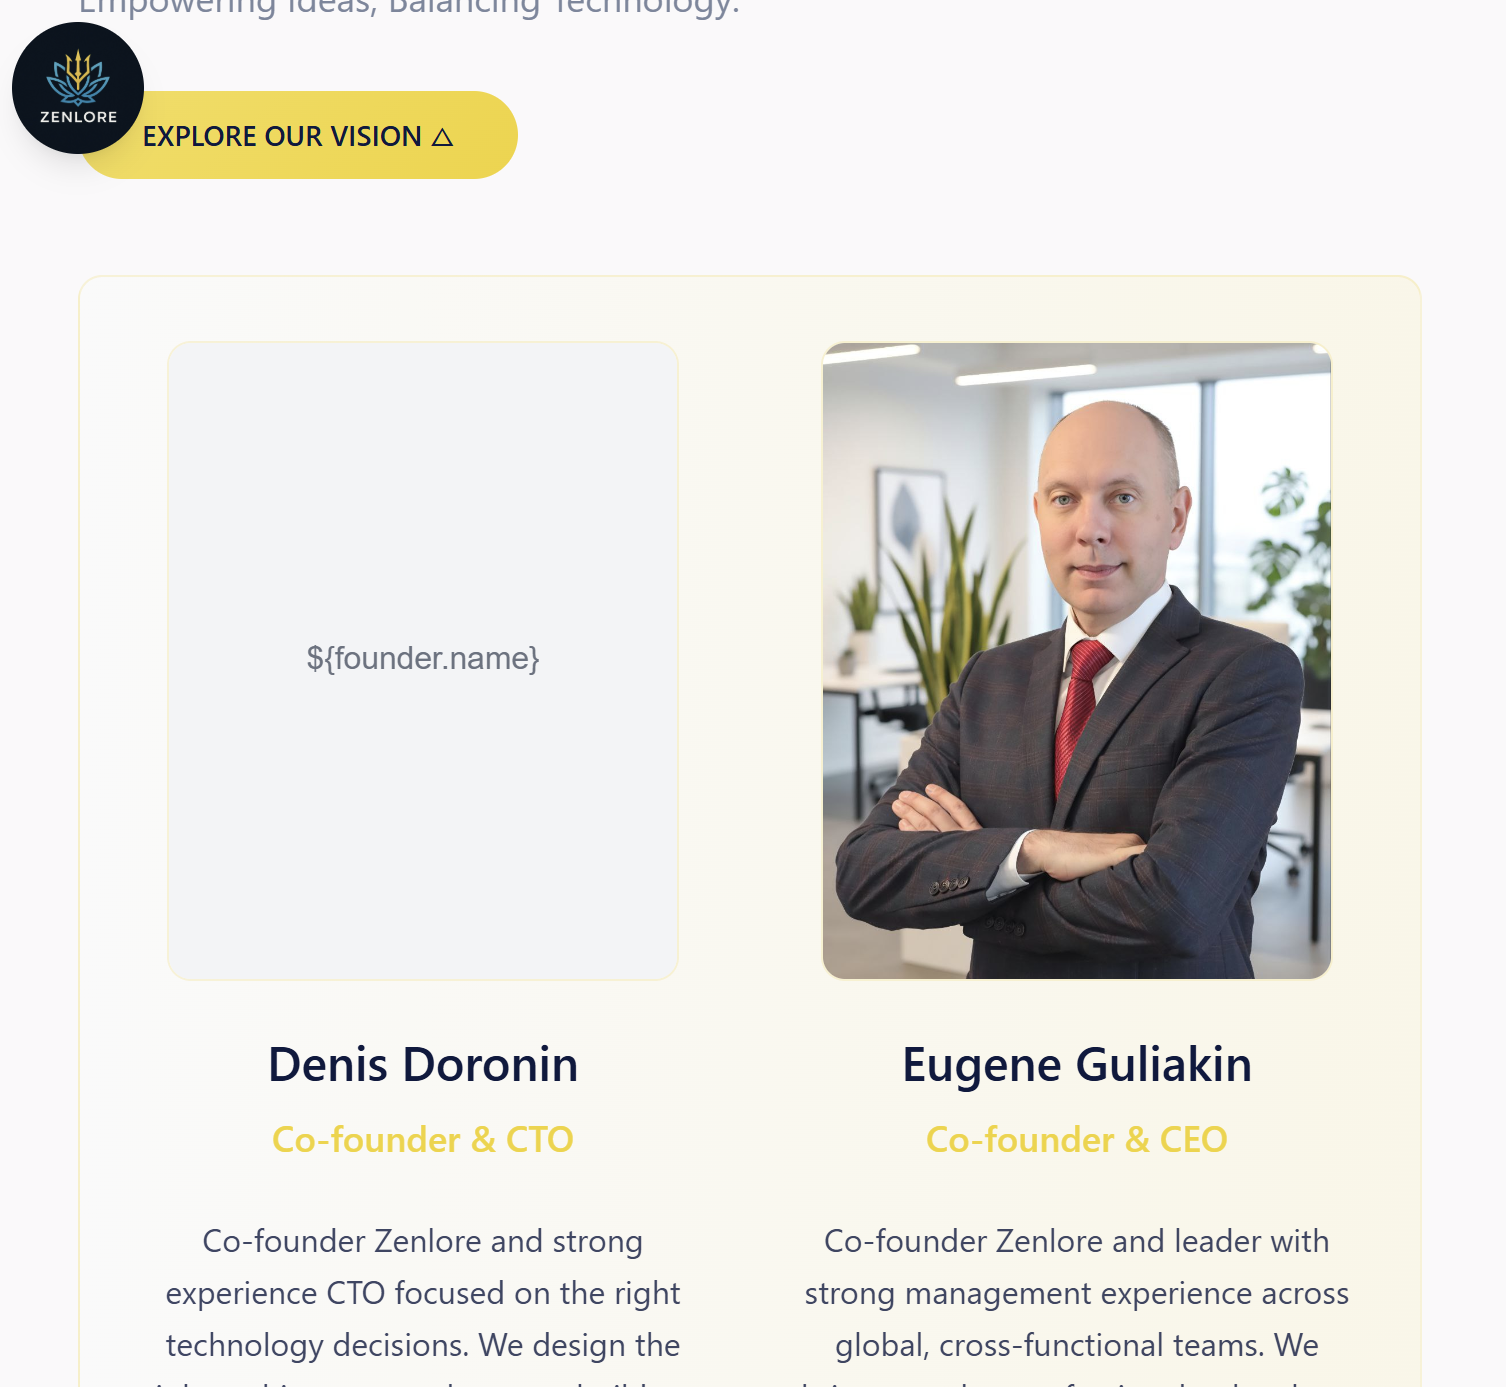 Empowering Ideas, Balancing Technology.
ZENLORE
EXPLORE OUR VISION △
${founder.name}
Denis Doronin
Co-founder & CTO
Co-founder Zenlore and strong
experience CTO focused on the right
technology decisions. We design the
Eugene Guliakin
Co-founder & CEO
Co-founder Zenlore and leader with
strong management experience across
global, cross-functional teams. We